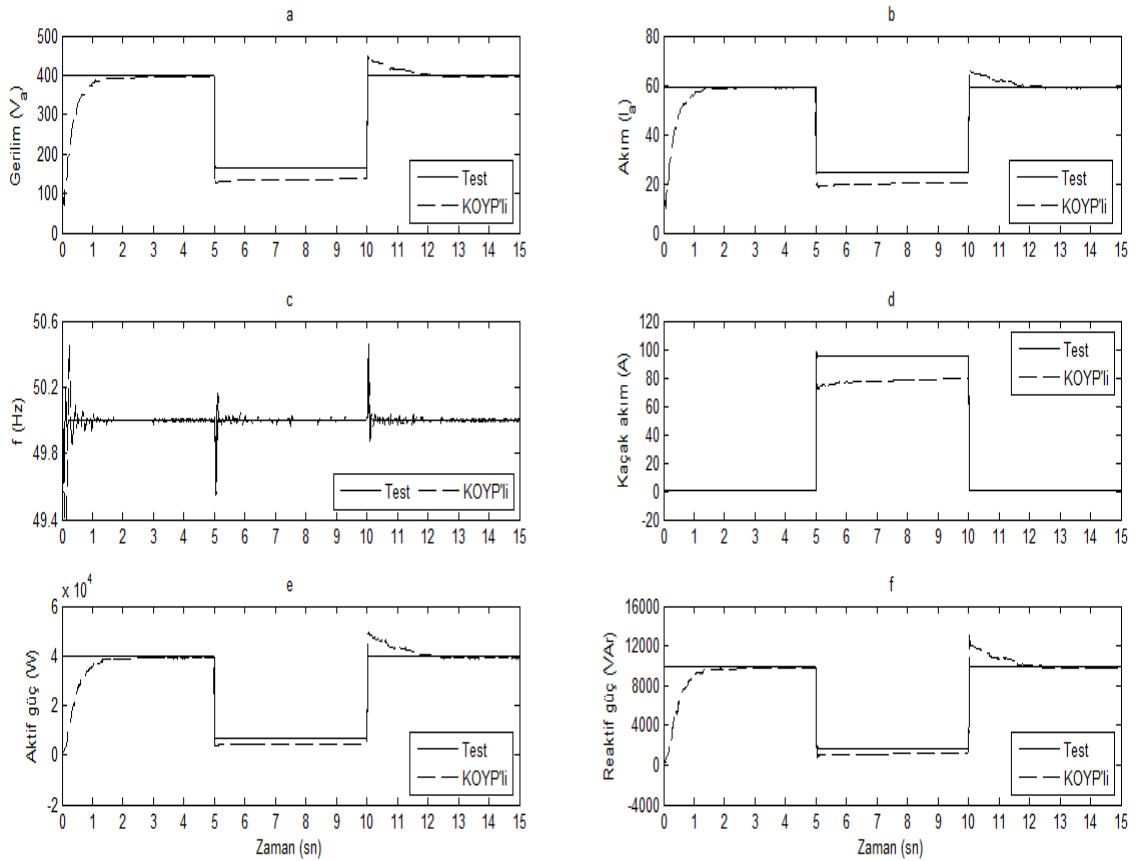 a
500
400
300
200
100
0
Gerilim (Va)
Test
KOYP'li
0 1 2 3 4 5 6 7 8 9 10 11 12 13 14 15
b
80
60
40
20
0
Akım (Ia)
Test
KOYP'li
0 1 2 3 4 5 6 7 8 9 10 11 12 13 14 15
c
50.6
50.2
49.8
49.4
f (Hz)
Test KOYP'li
0 1 2 3 4 5 6 7 8 9 10 11 12 13 14 15
d
120
100
80
60
40
20
0
-20
Kaçak akım (A)
Test
KOYP'li
0 1 2 3 4 5 6 7 8 9 10 11 12 13 14 15
e
x 10^4
6
4
2
0
-2
Aktif güç (W)
Test
KOYP'li
0 1 2 3 4 5 6 7 8 9 10 11 12 13 14 15
Zaman (sn)
f
16000
12000
8000
4000
0
-4000
Reaktif güç (VAr)
Test
KOYP'li
0 1 2 3 4 5 6 7 8 9 10 11 12 13 14 15
Zaman (sn)